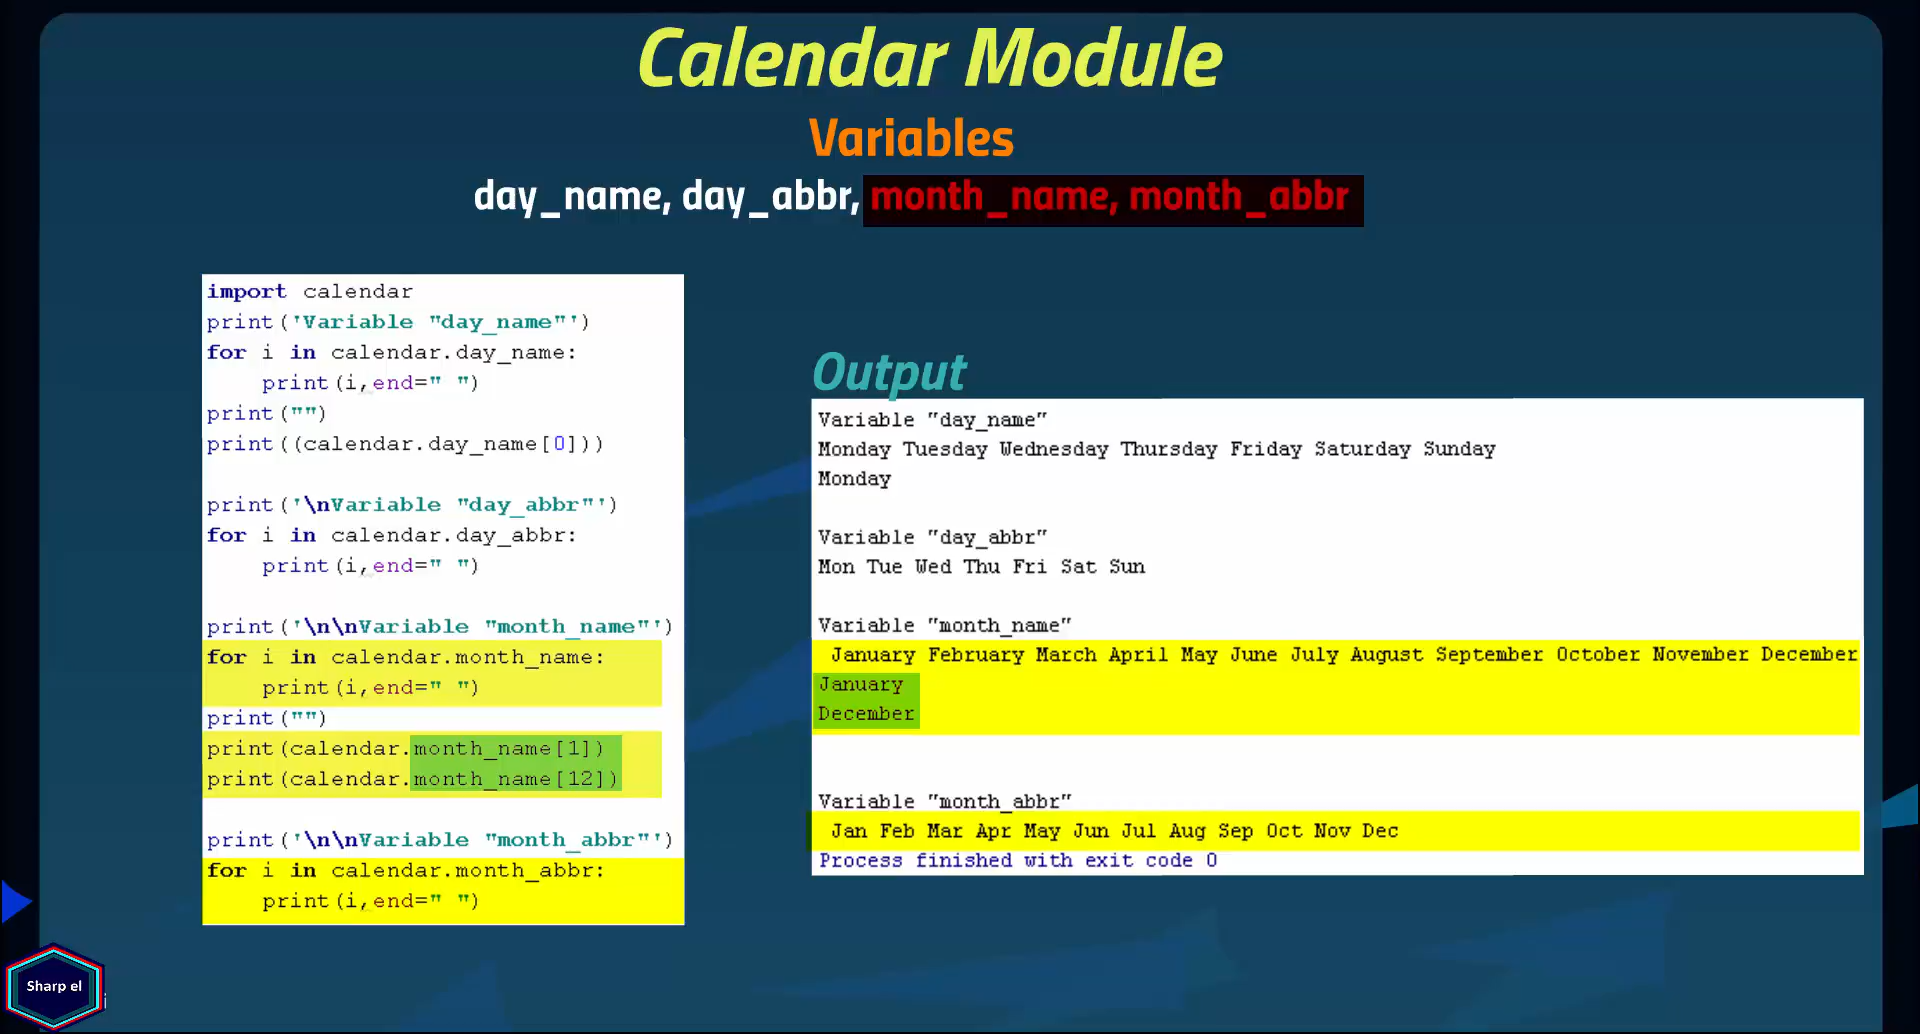 Calendar Module
Variables
day_name, day_abbr, month_name, month_abbr
import calendar
print('Variable "day_name"')
for i in calendar.day_name:
    print(i,end=" ")
print("")
print((calendar.day_name[0]))
print('\nVariable "day_abbr"')
for i in calendar.day_abbr:
    print(i,end=" ")
print('\n\nVariable "month_name"')
for i in calendar.month_name:
    print(i,end=" ")
print("")
print(calendar.month_name[1])
print(calendar.month_name[12])
print('\n\nVariable "month_abbr"')
for i in calendar.month_abbr:
    print(i,end=" ")
Output
Variable "day_name"
Monday Tuesday Wednesday Thursday Friday Saturday Sunday
Monday
Variable "day_abbr"
Mon Tue Wed Thu Fri Sat Sun
Variable "month_name"
 January February March April May June July August September October November December
January
December
Variable "month_abbr"
 Jan Feb Mar Apr May Jun Jul Aug Sep Oct Nov Dec
Process finished with exit code 0
Sharp el
i